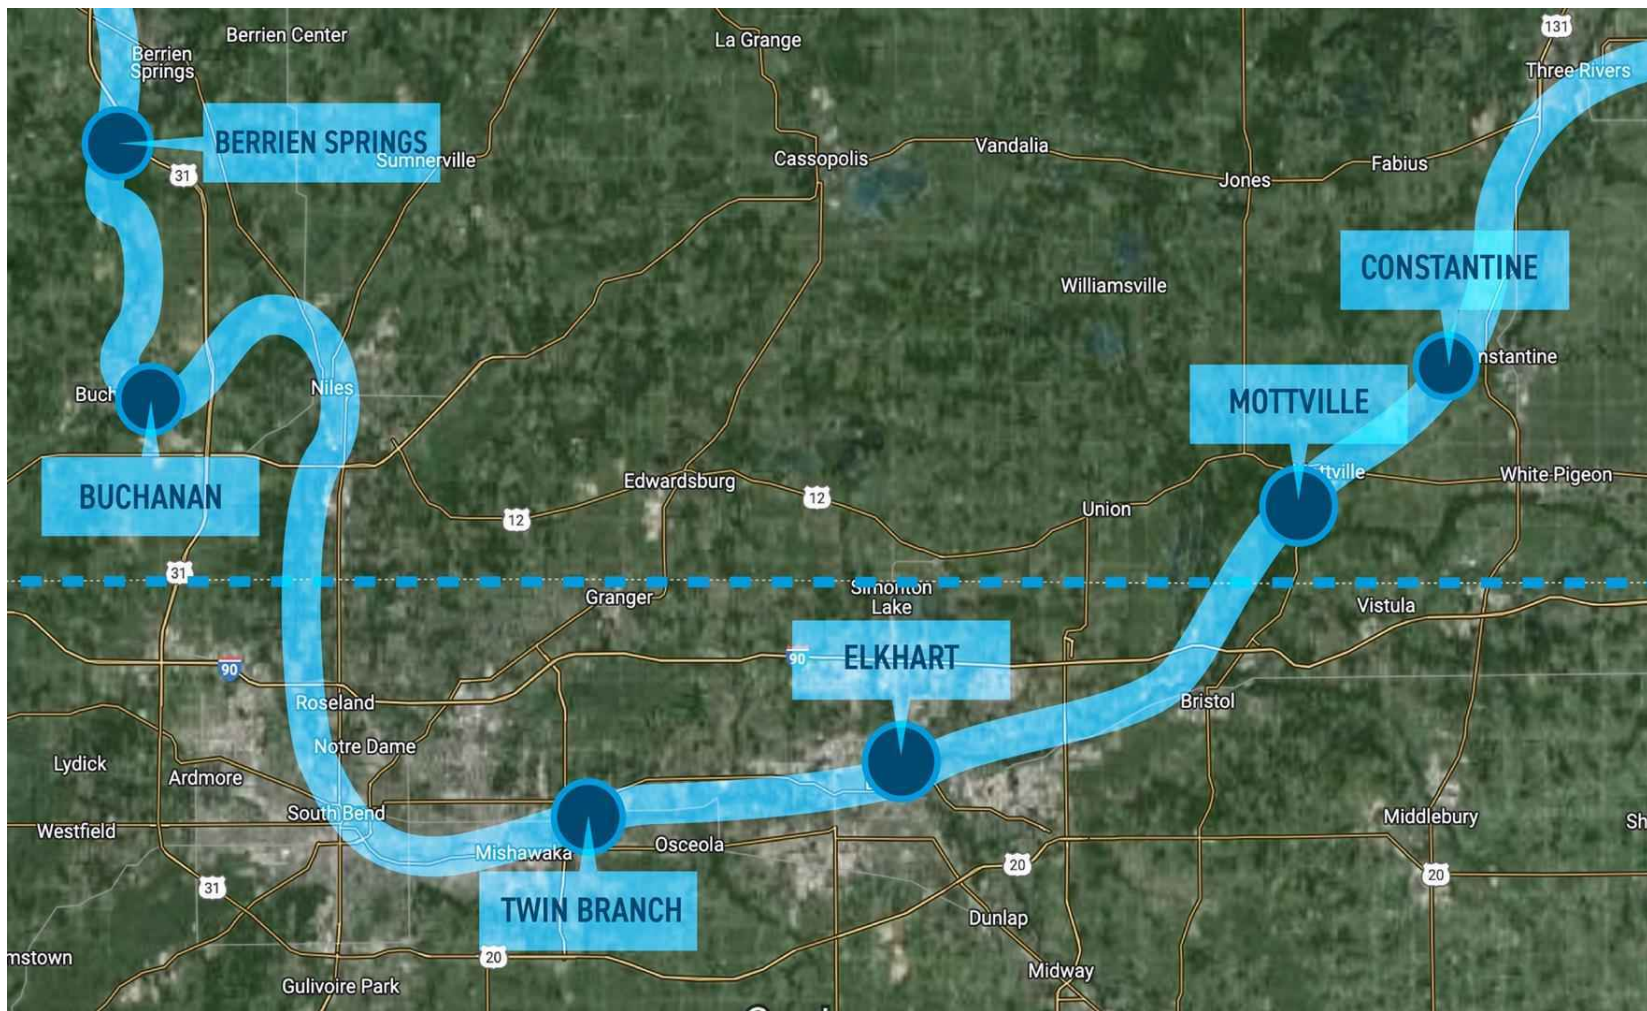 Berrien Center
La Grange
131
Berrien
Springs
Three Rivers
BERRIEN SPRINGS
Sumnerville
31
Cassopolis
Vandalia
Jones
Fabius
CONSTANTINE
Williamsville
nstantine
Niles
Buch
MOTTVILLE
BUCHANAN
Edwardsburg
12
12
Union
ttville
White Pigeon
31
Granger
Simonton
Lake
Vistula
90
90
ELKHART
Roseland
Bristol
Notre Dame
Lydick
Ardmore
South Bend
Westfield
Mishawaka
Osceola
Middlebury
Sh
20
20
31
TWIN BRANCH
Dunlap
20
mstown
Midway
Gulivoire Park